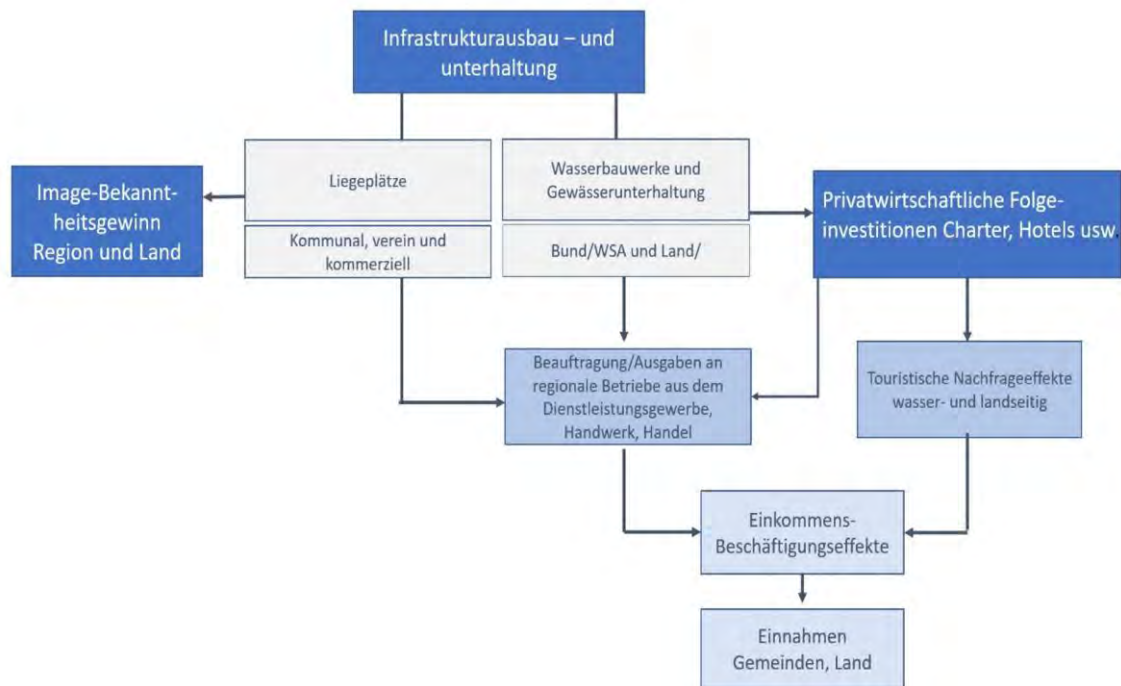 Infrastrukturausbau – und
unterhaltung
Liegeplätze
Wasserbauwerke und
Gewässerunterhaltung
Image-Bekannt-
heitsgewinn
Region und Land
Privatwirtschaftliche Folge-
investitionen Charter, Hotels usw.
Kommunal, verein und
kommerziell
Bund/WSA und Land/
Beauftragung/Ausgaben an
regionale Betriebe aus dem
Dienstleistungsgewerbe,
Handwerk, Handel
Touristische Nachfrageeffekte
wasser- und landseitig
Einkommens-
Beschäftigungseffekte
Einnahmen
Gemeinden, Land